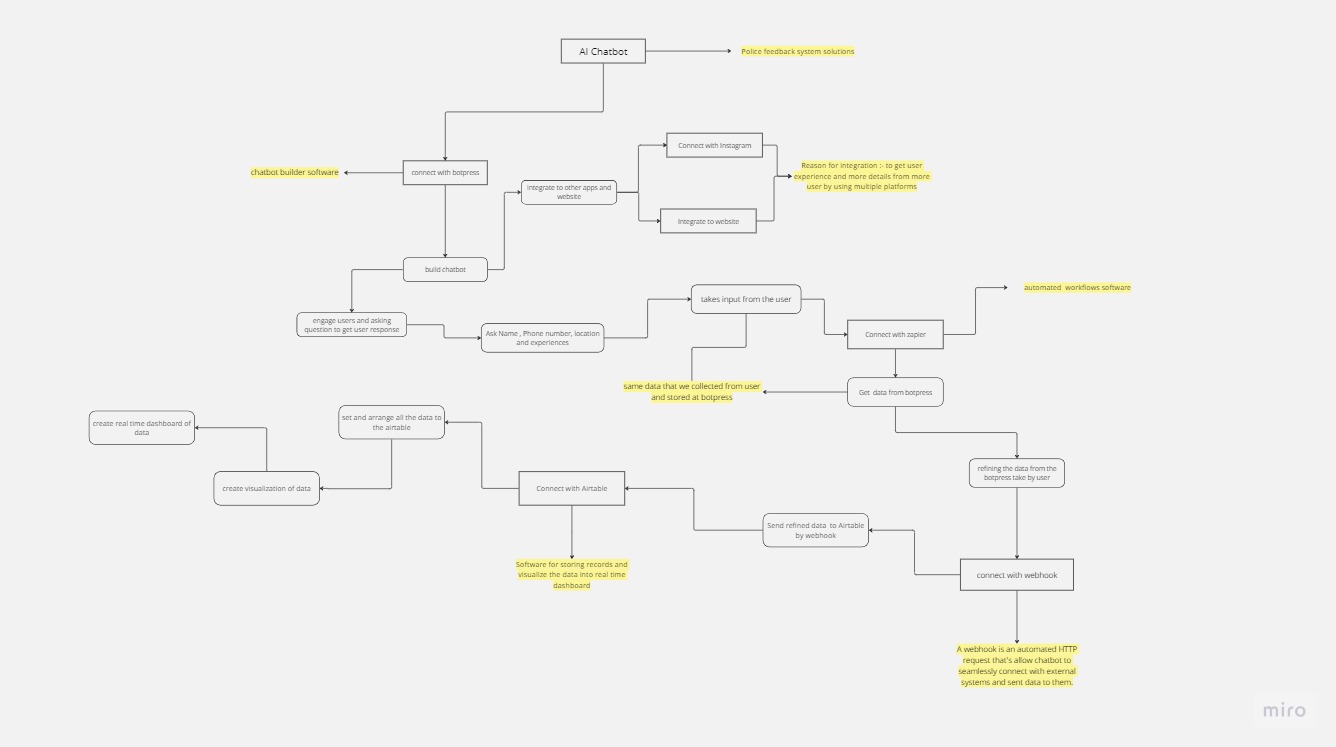 AI Chatbot
Police feedback system solutions
Connect with Instagram
chatbot builder software
connect with botpress
Reason for integration :- to get user
experience and more details from more
user by using multiple platforms
integrate to other apps and
website
Integrate to website
build chatbot
takes input from the user
automated workflows software
engage users and asking
question to get user response
Ask Name , Phone number, location
and experiences
Connect with zapier
same data that we collected from user
and stored at botpress
Get data from botpress
create real time dashboard of
data
set and arrange all the data to
the airtable
refining the data from the
botpress take by user
create visualization of data
Connect with Airtable
Send refined data to Airtable
by webhook
Software for storing records and
visualize the data into real time
dashboard
connect with webhook
A webhook is an automated HTTP
request that's allow chatbot to
seamlessly connect with external
systems and sent data to them.
miro